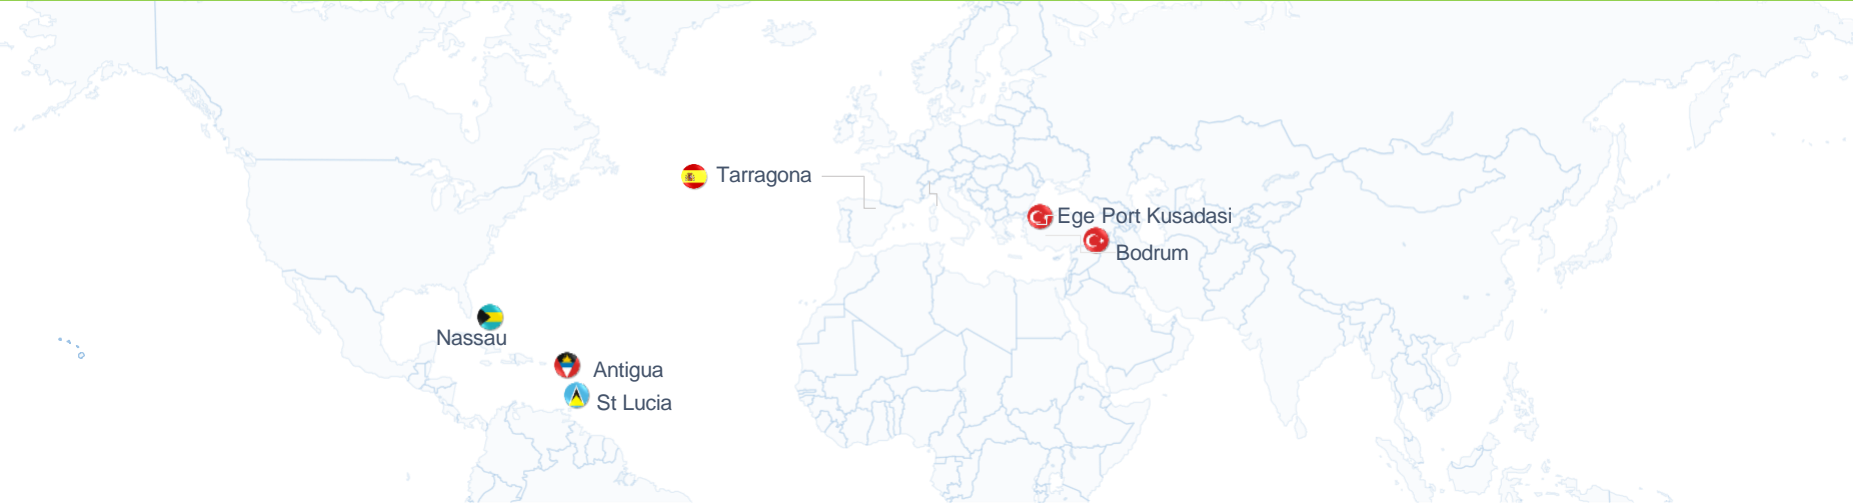 Tarragona
Ege Port Kusadasi
Bodrum
Nassau
Antigua
St Lucia